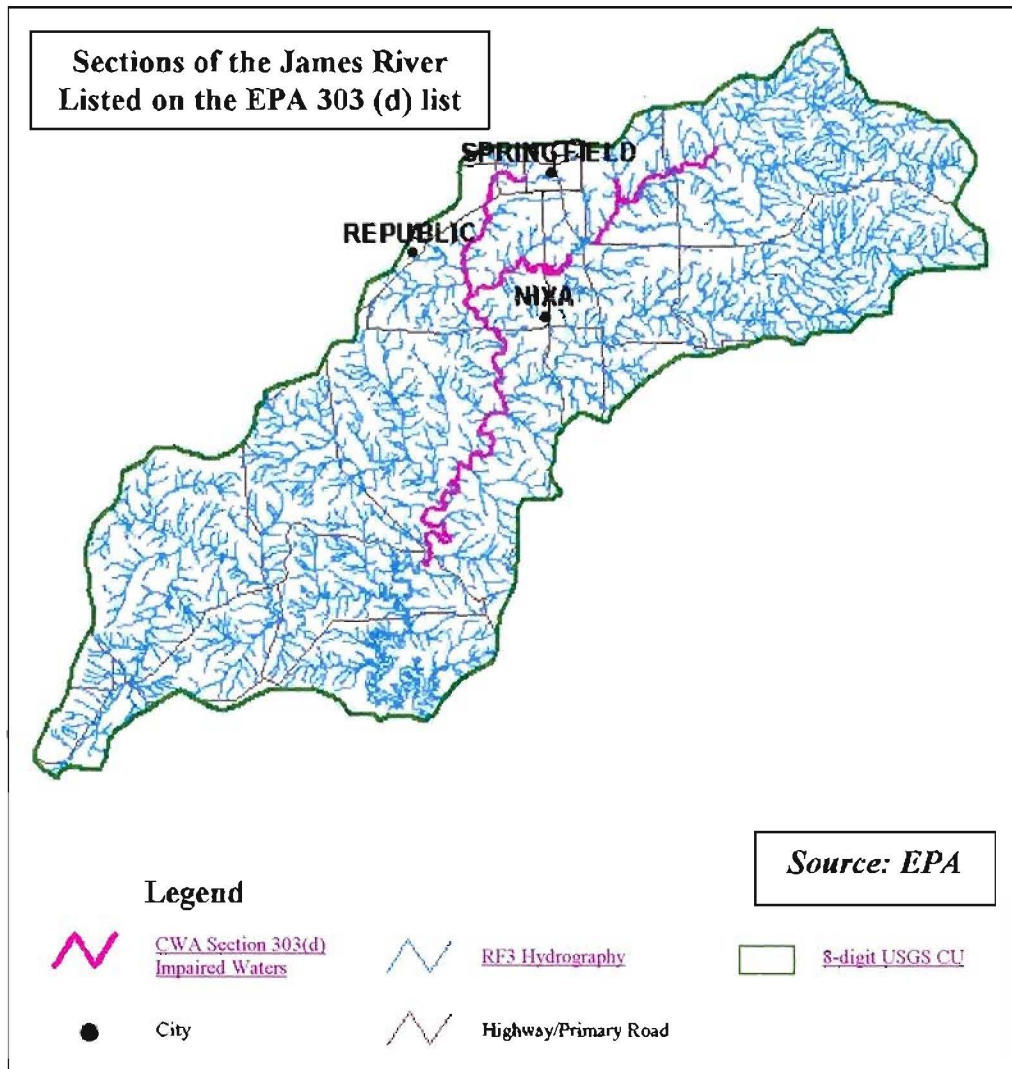 Sections of the James River
Listed on the EPA 303 (d) list
SPRINGFIELD
REPUBLIC
NIXA
Source: EPA
Legend
CWA Section 303(d)
Impaired Waters
RF3 Hydrography
8-digit USGS CU
City
Highway/Primary Road